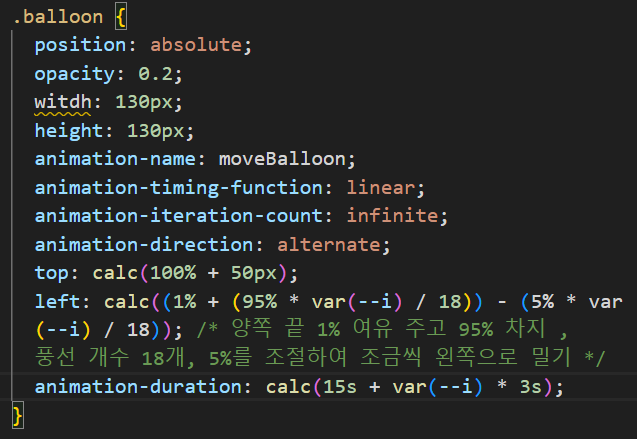 .balloon {
position: absolute;
opacity: 0.2;
witdh: 130px;
height: 130px;
animation-name: moveBalloon;
animation-timing-function: linear;
animation-iteration-count: infinite;
animation-direction: alternate;
top: calc(100% + 50px);
left: calc((1% + (95% * var(--i) / 18)) - (5% * var
(--i) / 18)); /* 양쪽 끝 1% 여유 주고 95% 차지 ,
풍선 개수 18개, 5%를 조절하여 조금씩 왼쪽으로 밀기 */
animation-duration: calc(15s + var(--i) * 3s);
}